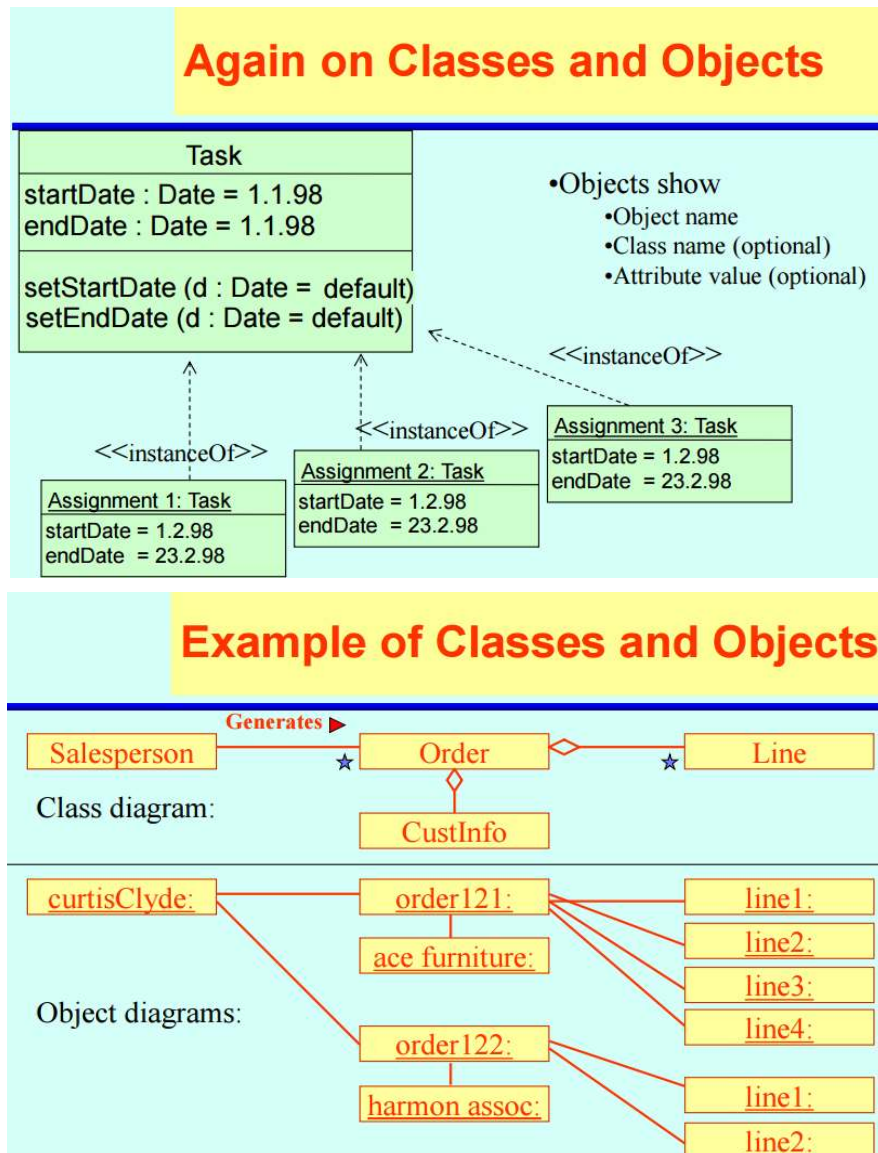 Again on Classes and Objects
Task
startDate : Date = 1.1.98
endDate : Date = 1.1.98
setStartDate (d : Date = default)
setEndDate (d : Date = default)
•Objects show
•Object name
•Class name (optional)
•Attribute value (optional)
<<instanceOf>>
<<instanceOf>>
<<instanceOf>>
Assignment 1: Task
startDate = 1.2.98
endDate = 23.2.98
Assignment 2: Task
startDate = 1.2.98
endDate = 23.2.98
Assignment 3: Task
startDate = 1.2.98
endDate = 23.2.98
Example of Classes and Objects
Generates
Salesperson
Order
Line
Class diagram:
CustInfo
curtisClyde:
order121:
line1:
ace furniture:
line2:
line3:
Object diagrams:
line4:
order122:
harmon assoc:
line1:
line2: